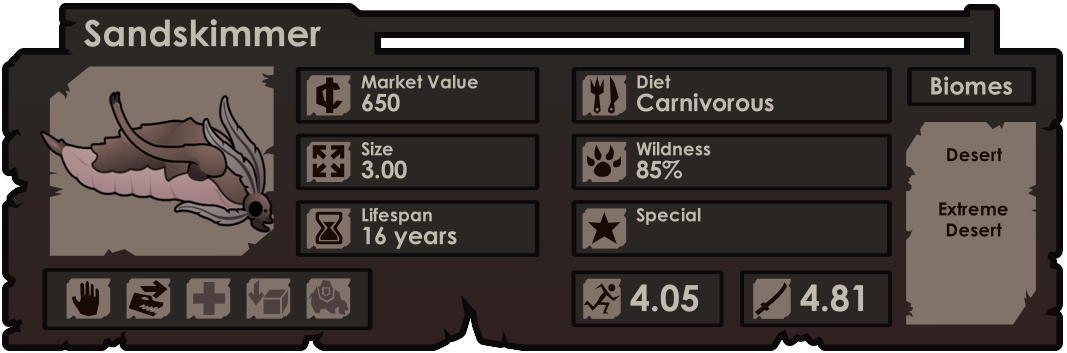 Sandskimmer
Market Value
650
Size
3.00
Lifespan
16 years
Diet
Carnivorous
Wildness
85%
Special
4.05
4.81
Biomes
Desert
Extreme
Desert